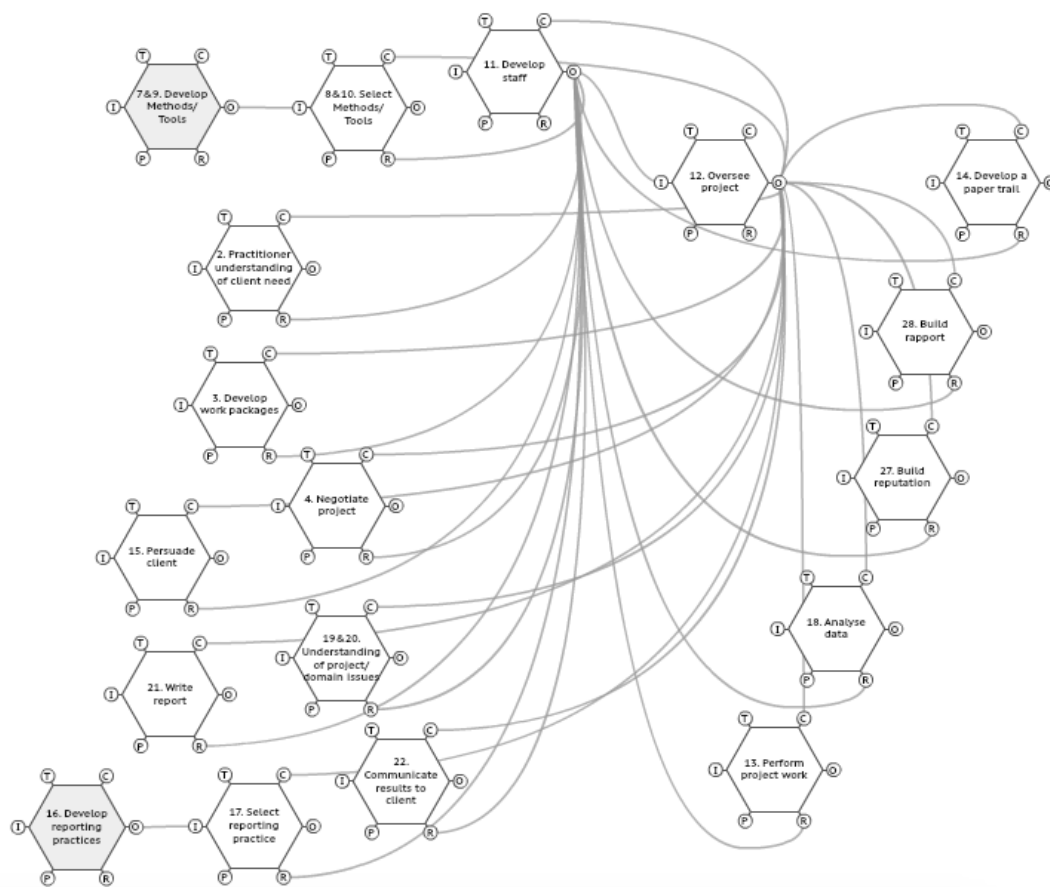 T C
11. Develop
staff
I O
P R
T C
7&9. Develop
Methods/
Tools
I O
P R
T C
8&10. Select
Methods/
Tools
I O
P R
T C
12. Oversee
project
I O
P R
T C
14. Develop a
paper trail
I O
P R
T C
2. Practitioner
understanding
of client need
I O
P R
T C
28. Build
rapport
I O
P R
T C
3. Develop
work packages
I O
P R
T C
4. Negotiate
project
I O
P R
T C
27. Build
reputation
I O
P R
T C
15. Persuade
client
I O
P R
T C
18. Analyse
data
I O
P R
T C
19&20.
Understanding
of project/
domain issues
I O
P R
T C
21. Write
report
I O
P R
T C
22.
Communicate
results to
client
I O
P R
T C
13. Perform
project work
I O
P R
T C
16. Develop
reporting
practices
I O
P R
T C
17. Select
reporting
practice
I O
P R